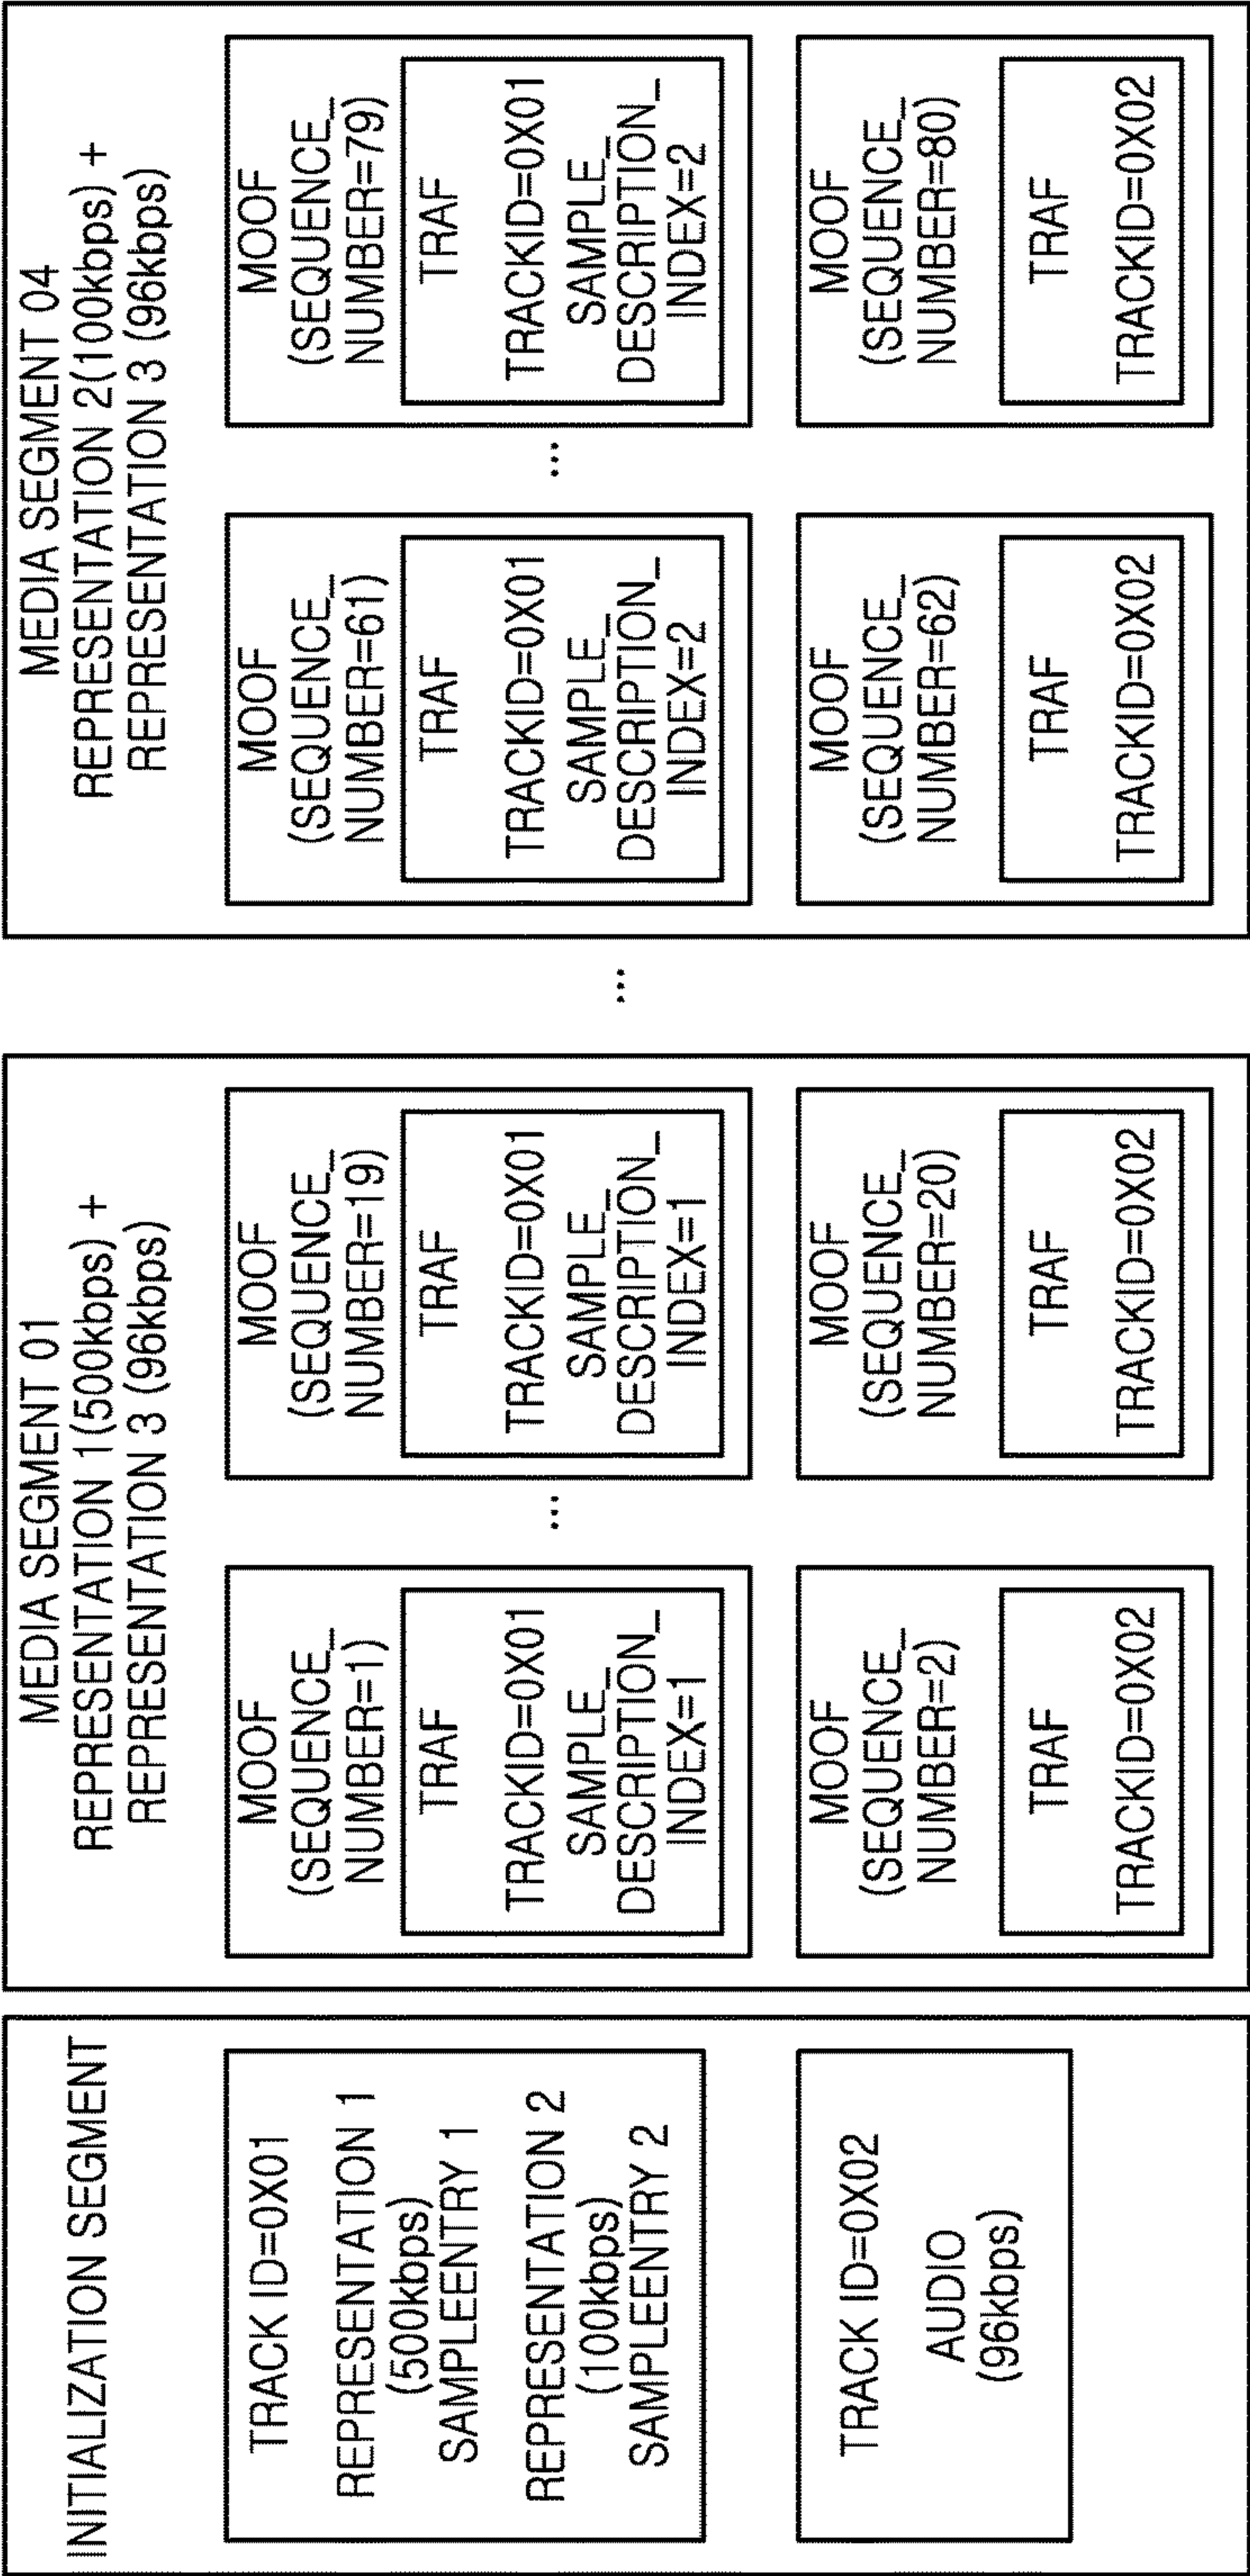 INITIALIZATION SEGMENT
TRACK ID=0X01
REPRESENTATION 1
(500kbps)
SAMPLEENTRY 1
REPRESENTATION 2
(100kbps)
SAMPLEENTRY 2
TRACK ID=0X02
AUDIO
(96kbps)
MEDIA SEGMENT 01
REPRESENTATION 1(500kbps) +
REPRESENTATION 3 (96kbps)
MOOF
(SEQUENCE_
NUMBER=1)
TRAF
TRACKID=0X01
SAMPLE_
DESCRIPTION_
INDEX=1
...
MOOF
(SEQUENCE_
NUMBER=19)
TRAF
TRACKID=0X01
SAMPLE_
DESCRIPTION_
INDEX=1
MOOF
(SEQUENCE_
NUMBER=2)
TRAF
TRACKID=0X02
MOOF
(SEQUENCE_
NUMBER=20)
TRAF
TRACKID=0X02
...
MEDIA SEGMENT 04
REPRESENTATION 2(100kbps) +
REPRESENTATION 3 (96kbps)
MOOF
(SEQUENCE_
NUMBER=61)
TRAF
TRACKID=0X01
SAMPLE_
DESCRIPTION_
INDEX=2
...
MOOF
(SEQUENCE_
NUMBER=79)
TRAF
TRACKID=0X01
SAMPLE_
DESCRIPTION_
INDEX=2
MOOF
(SEQUENCE_
NUMBER=62)
TRAF
TRACKID=0X02
MOOF
(SEQUENCE_
NUMBER=80)
TRAF
TRACKID=0X02